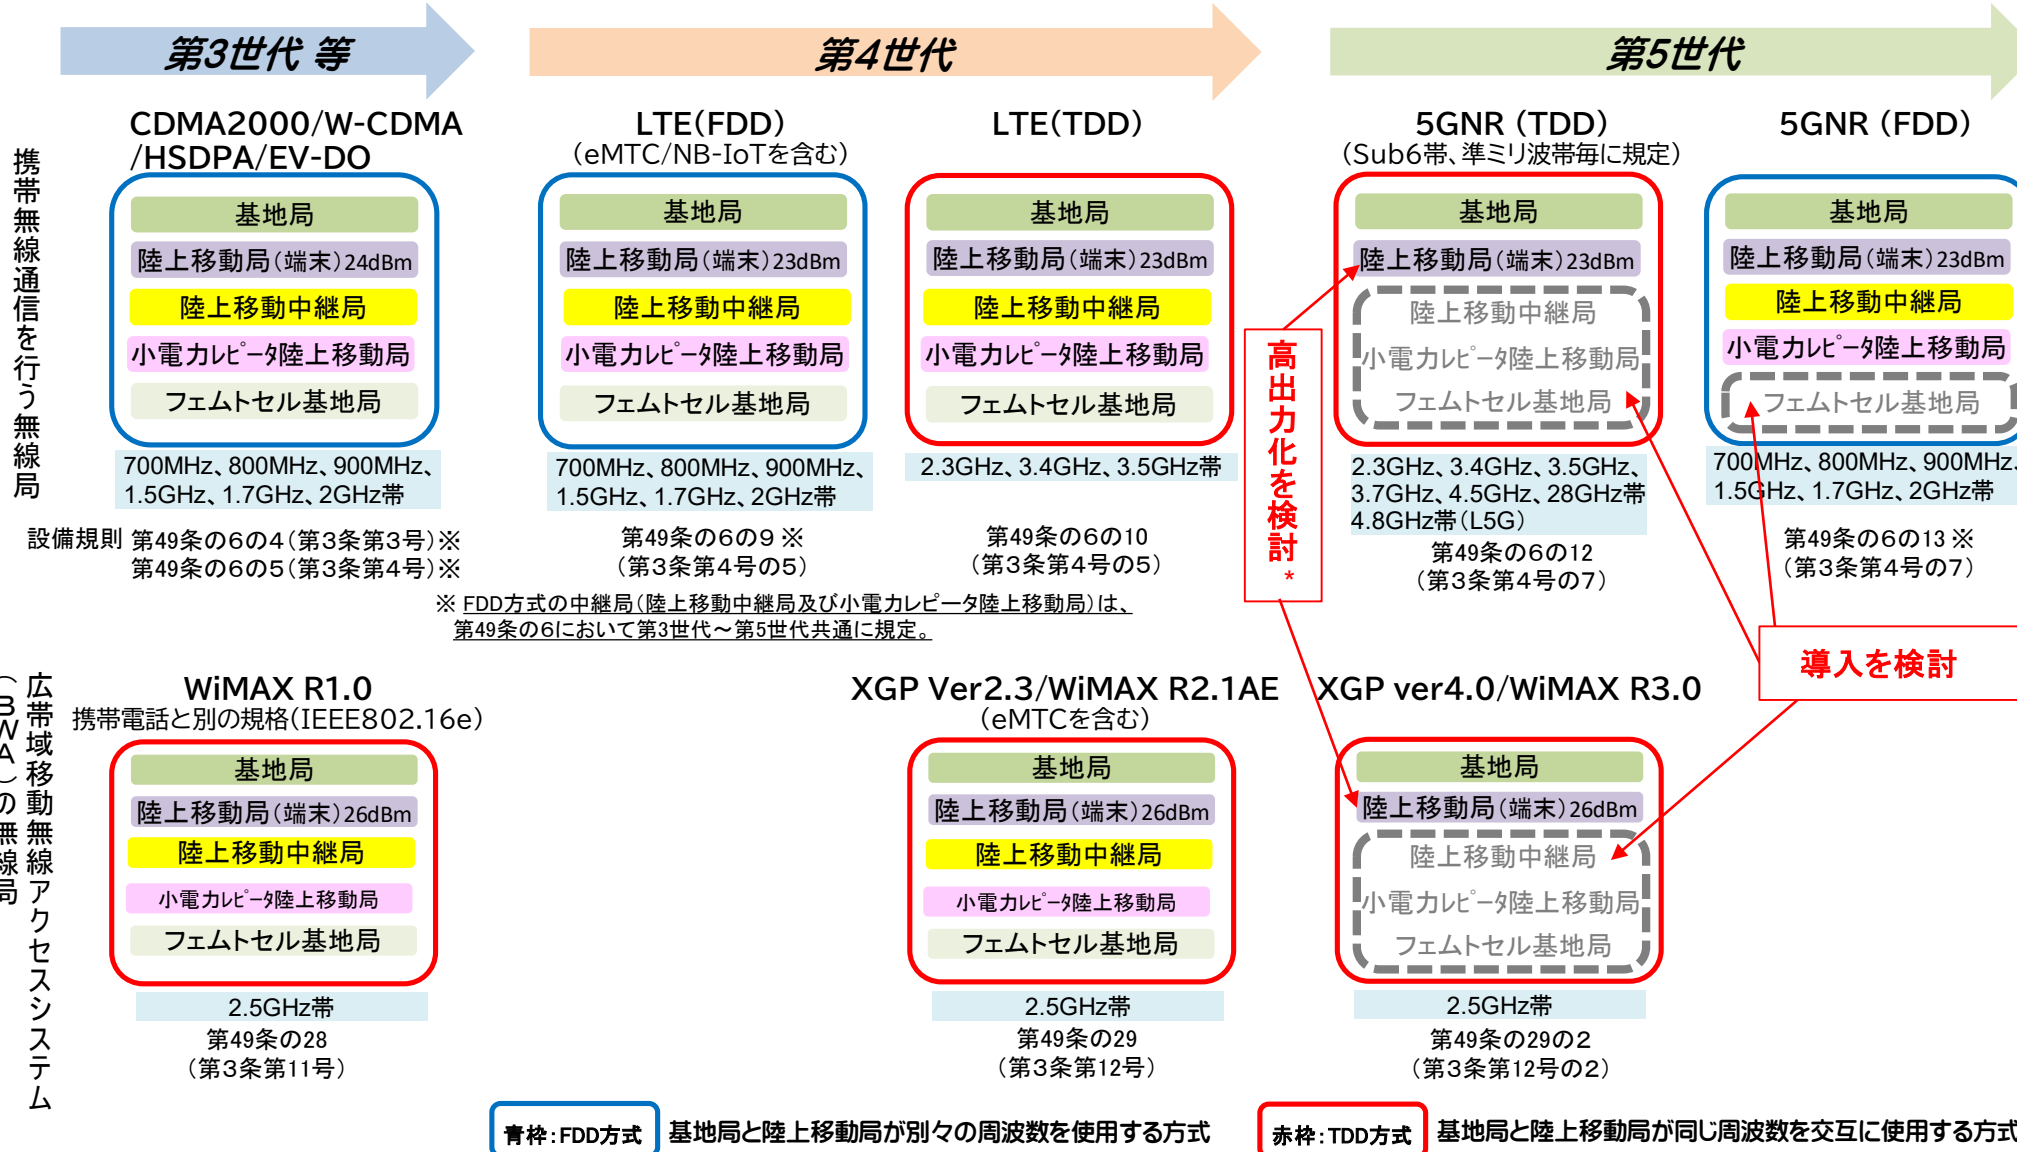 第3世代 等
第4世代
第5世代
携帯無線通信を行う無線局
CDMA2000/W-CDMA
/HSDPA/EV-DO
基地局
陸上移動局（端末）24dBm
陸上移動中継局
小電力ﾚﾋﾟｰﾀ陸上移動局
フェムトセル基地局
700MHz、800MHz、900MHz、
1.5GHz、1.7GHz、2GHz帯
設備規則
第49条の６の４（第３条第３号）※
第49条の６の５（第３条第４号）※
LTE(FDD)
（eMTC/NB-IoTを含む）
基地局
陸上移動局（端末）23dBm
陸上移動中継局
小電力ﾚﾋﾟｰﾀ陸上移動局
フェムトセル基地局
700MHz、800MHz、900MHz、
1.5GHz、1.7GHz、2GHz帯
第49条の６の９ ※
（第３条第４号の５）
LTE(TDD)
基地局
陸上移動局（端末）23dBm
陸上移動中継局
小電力ﾚﾋﾟｰﾀ陸上移動局
フェムトセル基地局
2.3GHz、3.4GHz、3.5GHz帯
第49条の６の10
（第３条第４号の５）
※ FDD方式の中継局（陸上移動中継局及び小電力レピータ陸上移動局）は、
第49条の６において第3世代～第5世代共通に規定。
高出力化を検討*
5GNR (TDD)
（Sub6帯、準ミリ波帯毎に規定）
基地局
陸上移動局（端末）23dBm
陸上移動中継局
小電力ﾚﾋﾟｰﾀ陸上移動局
フェムトセル基地局
2.3GHz、3.4GHz、3.5GHz、
3.7GHz、4.5GHz、28GHz帯
4.8GHz帯（L5G）
第49条の６の12
（第３条第４号の７）
5GNR (FDD)
基地局
陸上移動局（端末）23dBm
陸上移動中継局
小電力ﾚﾋﾟｰﾀ陸上移動局
フェムトセル基地局
700MHz、800MHz、900MHz、
1.5GHz、1.7GHz、2GHz帯
第49条の６の13 ※
（第３条第４号の７）
導入を検討
広帯域移動無線アクセスシステム
（ＢＷＡ）の無線局
WiMAX R1.0
携帯電話と別の規格（IEEE802.16e）
基地局
陸上移動局（端末）26dBm
陸上移動中継局
小電力ﾚﾋﾟｰﾀ陸上移動局
フェムトセル基地局
2.5GHz帯
第49条の28
（第３条第11号）
XGP Ver2.3/WiMAX R2.1AE
（eMTCを含む）
基地局
陸上移動局（端末）26dBm
陸上移動中継局
小電力ﾚﾋﾟｰﾀ陸上移動局
フェムトセル基地局
2.5GHz帯
第49条の29
（第３条第12号）
XGP ver4.0/WiMAX R3.0
基地局
陸上移動局（端末）26dBm
陸上移動中継局
小電力ﾚﾋﾟｰﾀ陸上移動局
フェムトセル基地局
2.5GHz帯
第49条の29の２
（第３条第12号の２）
青枠：FDD方式
基地局と陸上移動局が別々の周波数を使用する方式
赤枠：TDD方式
基地局と陸上移動局が同じ周波数を交互に使用する方式